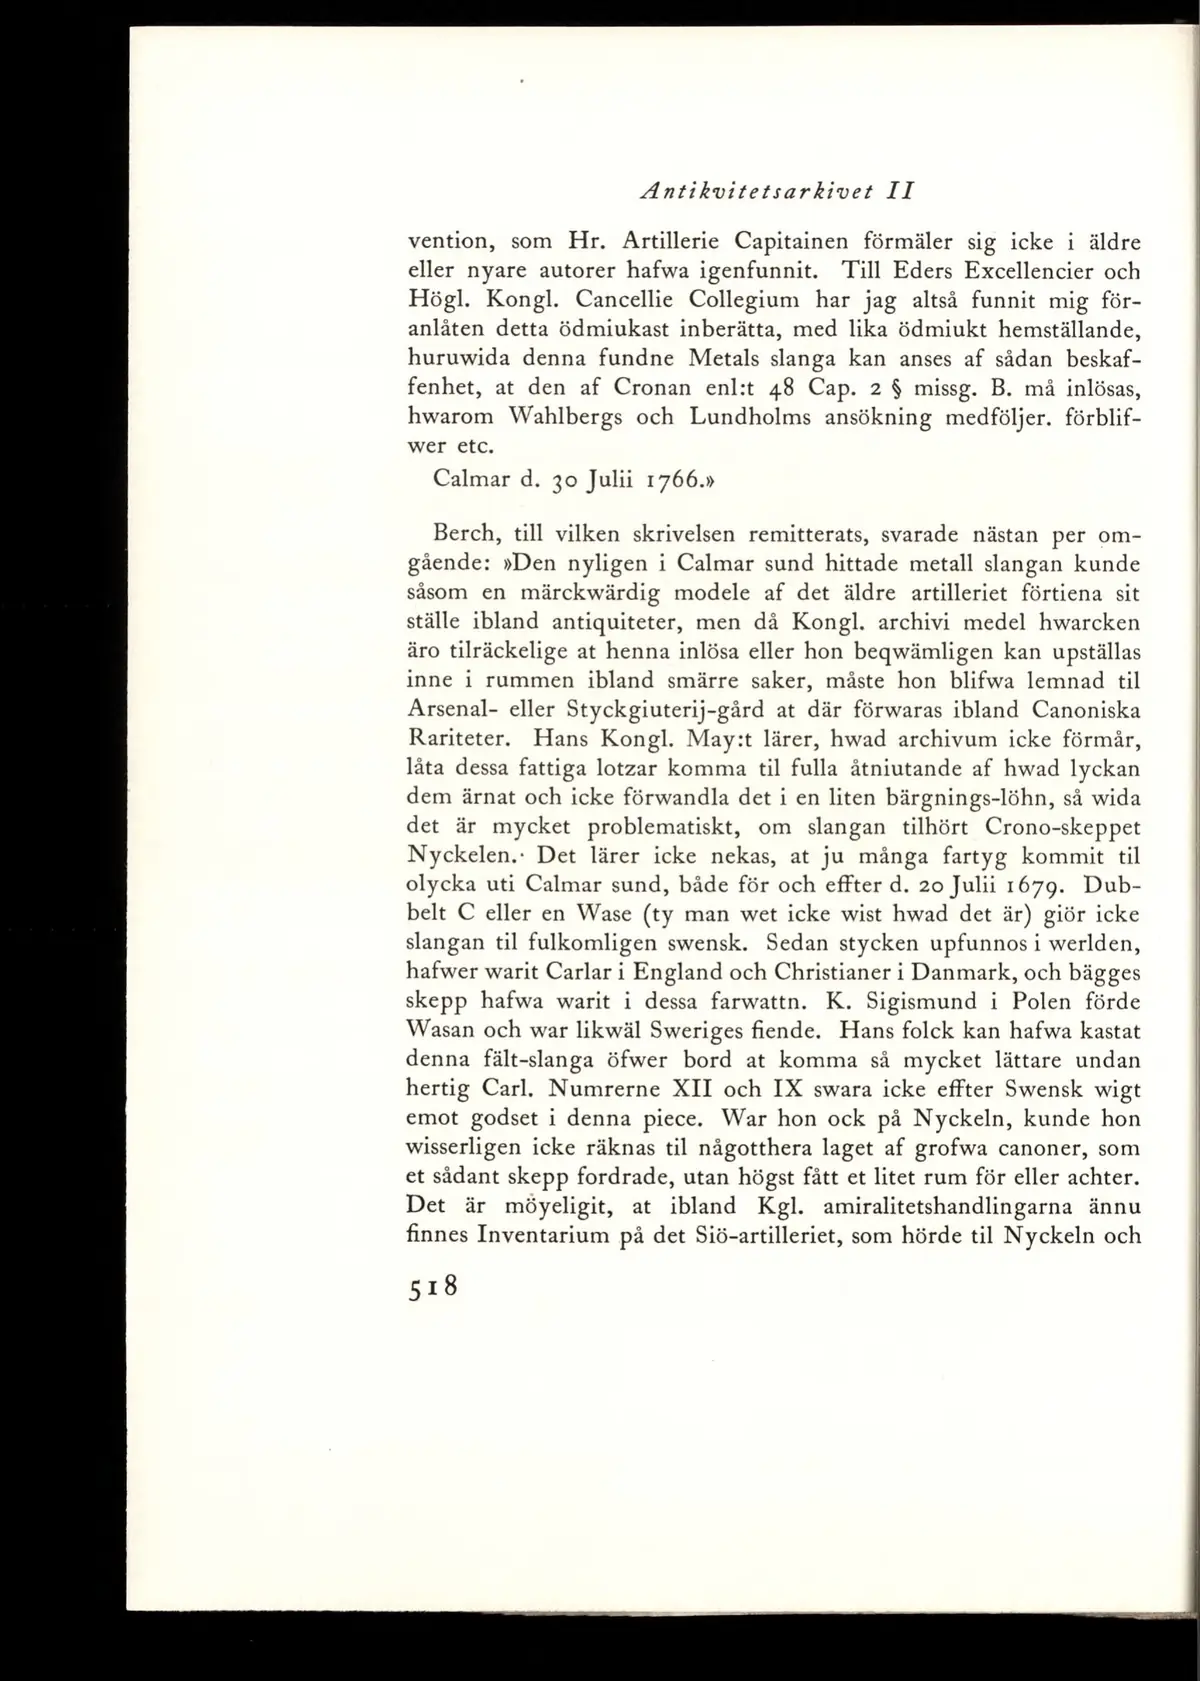 Antikvitetsarkivet II
vention, som Hr. Artillerie Capitainen förmäler sig icke i äldre
eller nyare autorer hafwa igenfunnit. Till Eders Excellencier och
Högl. Kongl. Cancellie Collegium har jag altså funnit mig för-
anlåten detta ödmiukast inberätta, med lika ödmiukt hemställande,
huruwida denna fundne Metals slanga kan anses af sådan beskaf-
fenhet, at den af Cronan enl:t 48 Cap. 2 § missg. B. må inlösas,
hwarom Wahlbergs och Lundholms ansökning medföljer. förblif-
wer etc.
Calmar d. 30 Julii 1766.»
Berch, till vilken skrivelsen remitterats, svarade nästan per om-
gående: »Den nyligen i Calmar sund hittade metall slangan kunde
såsom en märckwärdig modele af det äldre artilleriet förtiena sit
ställe ibland antiquiteter, men då Kongl. archivi medel hwarcken
äro tilräckelige at henna inlösa eller hon beqwämligen kan upställas
inne i rummen ibland smärre saker, måste hon blifwa lemnad til
Arsenal- eller Styckgiuterij-gård at där förwaras ibland Canoniska
Rariteter. Hans Kongl. May:t lärer, hwad archivum icke förmår,
låta dessa fattiga lotzar komma til fulla åtniutande af hwad lyckan
dem ärnat och icke förwandla det i en liten bärgnings-löhn, så wida
det är mycket problematiskt, om slangan tilhört Crono-skeppet
Nyckelen. Det lärer icke nekas, at ju många fartyg kommit til
olycka uti Calmar sund, både för och effter d. 20 Julii 1679. Dub-
belt C eller en Wase (ty man wet icke wist hwad det är) giör icke
slangan til fulkomligen swensk. Sedan stycken upfunnos i werlden,
hafwer warit Carlar i England och Christianer i Danmark, och bägges
skepp hafwa warit i dessa farwattn. K. Sigismund i Polen förde
Wasan och war likwäl Sweriges fiende. Hans folck kan hafwa kastat
denna fält-slanga öfwer bord at komma så mycket lättare undan
hertig Carl. Numrerne XII och IX swara icke effter Swensk wigt
emot godset i denna piece. War hon ock på Nyckeln, kunde hon
wisserligen icke räknas til någotthera laget af grofwa canoner, som
et sådant skepp fordrade, utan högst fått et litet rum för eller achter.
Det är möyeligit, at ibland Kgl. amiralitetshandlingarna ännu
finnes Inventarium på det Siö-artilleriet, som hörde til Nyckeln och
518